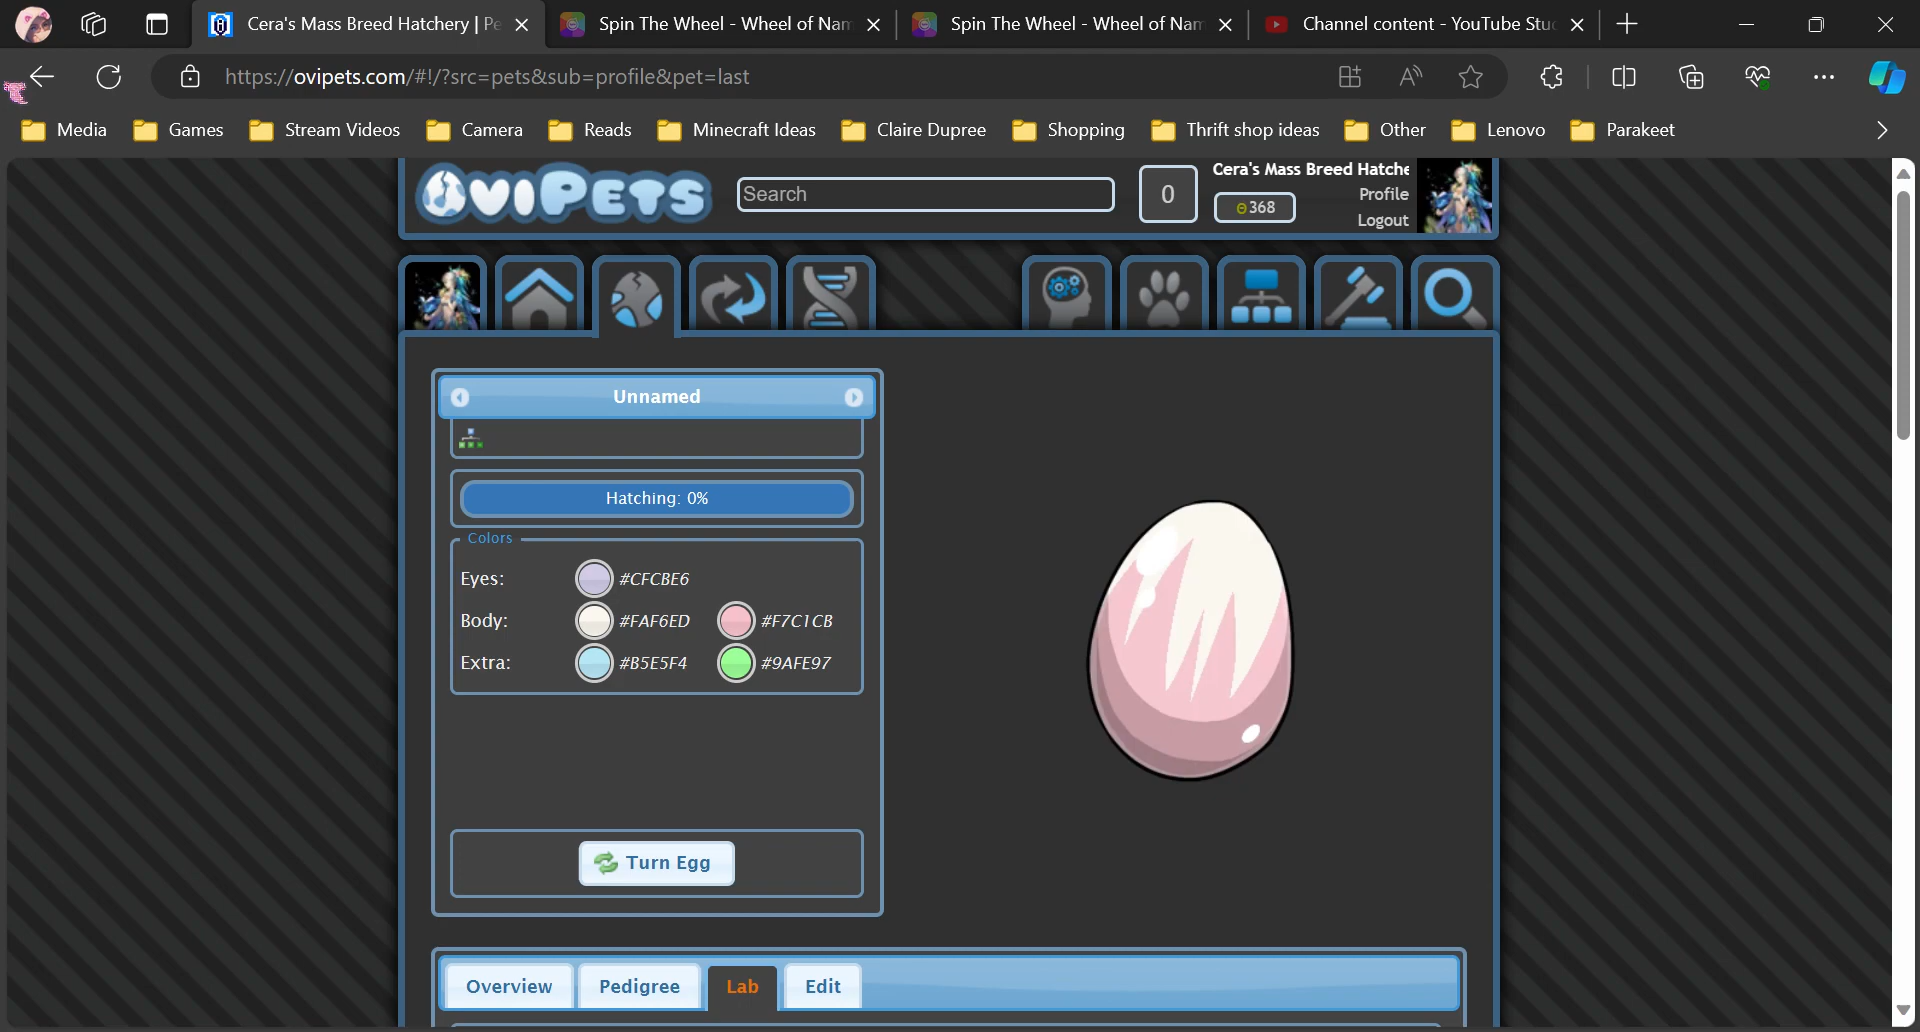 Cera's Mass Breed Hatchery | Pe
Spin The Wheel - Wheel of Nam
Spin The Wheel - Wheel of Nam
Channel content - YouTube Stu
https://ovipets.com/#!/?src=pets&sub=profile&pet=last
Media
Games
Stream Videos
Camera
Reads
Minecraft Ideas
Claire Dupree
Shopping
Thrift shop ideas
Other
Lenovo
Parakeet
OviPets
Search
0
Cera's Mass Breed Hatche
368
Profile
Logout
Unnamed
Hatching: 0%
Colors
Eyes: #CFCBE6
Body: #FAF6ED #F7C1CB
Extra: #B5E5F4 #9AFE97
Turn Egg
Overview
Pedigree
Lab
Edit